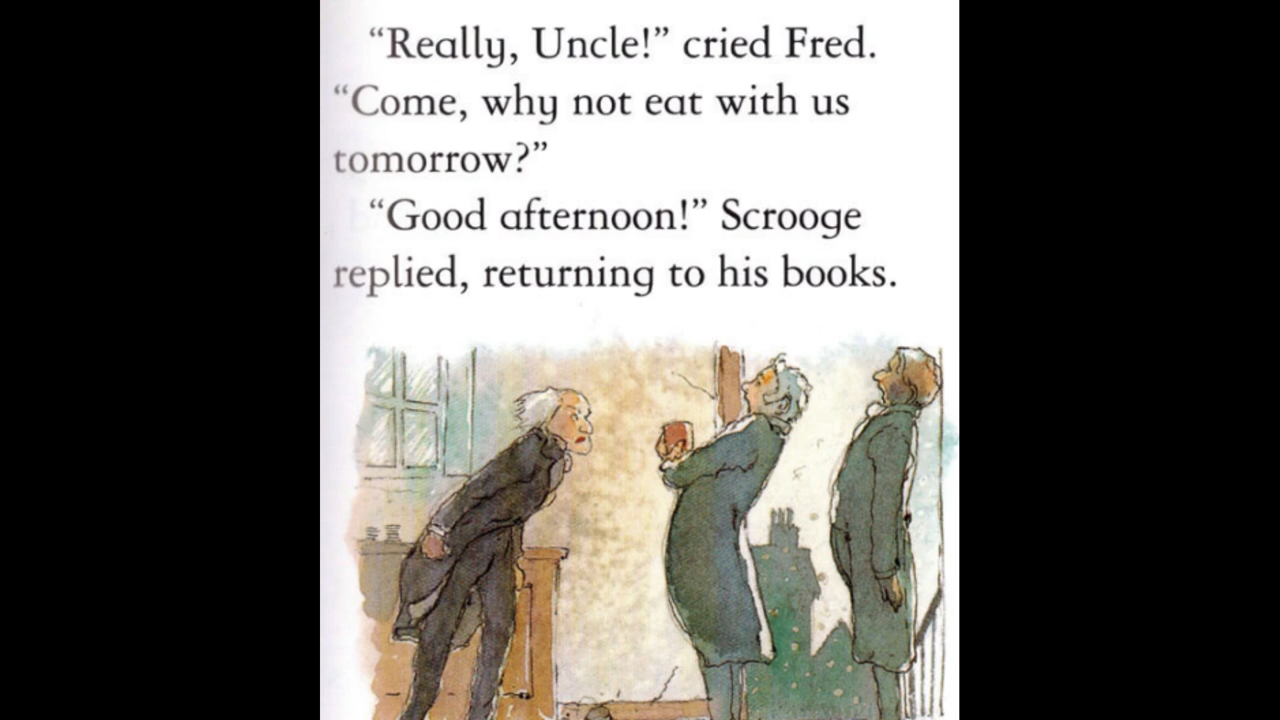 “Really, Uncle!” cried Fred.
“Come, why not eat with us
tomorrow?”
“Good afternoon!” Scrooge
replied, returning to his books.